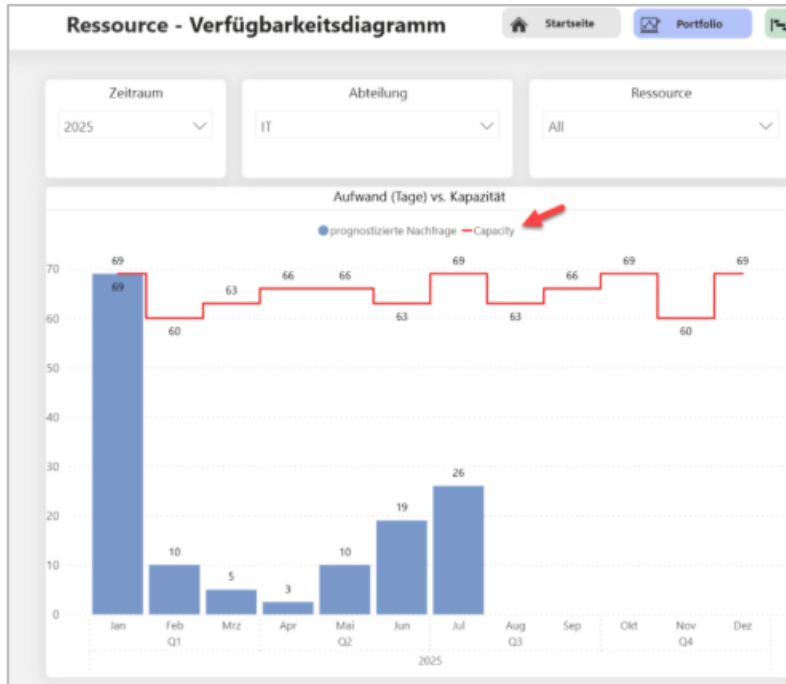 Ressource - Verfügbarkeitsdiagramm
Startseite
Portfolio
Zeitraum
Abteilung
Ressource
2025
IT
All
Aufwand (Tage) vs. Kapazität
prognostizierte Nachfrage
Capacity
70
60
50
40
30
20
10
0
69
69
60
63
66
66
63
69
63
66
69
60
69
10
5
3
10
19
26
Jan
Feb
Mrz
Apr
Mai
Jun
Jul
Aug
Sep
Okt
Nov
Dez
Q1
Q2
Q3
Q4
2025